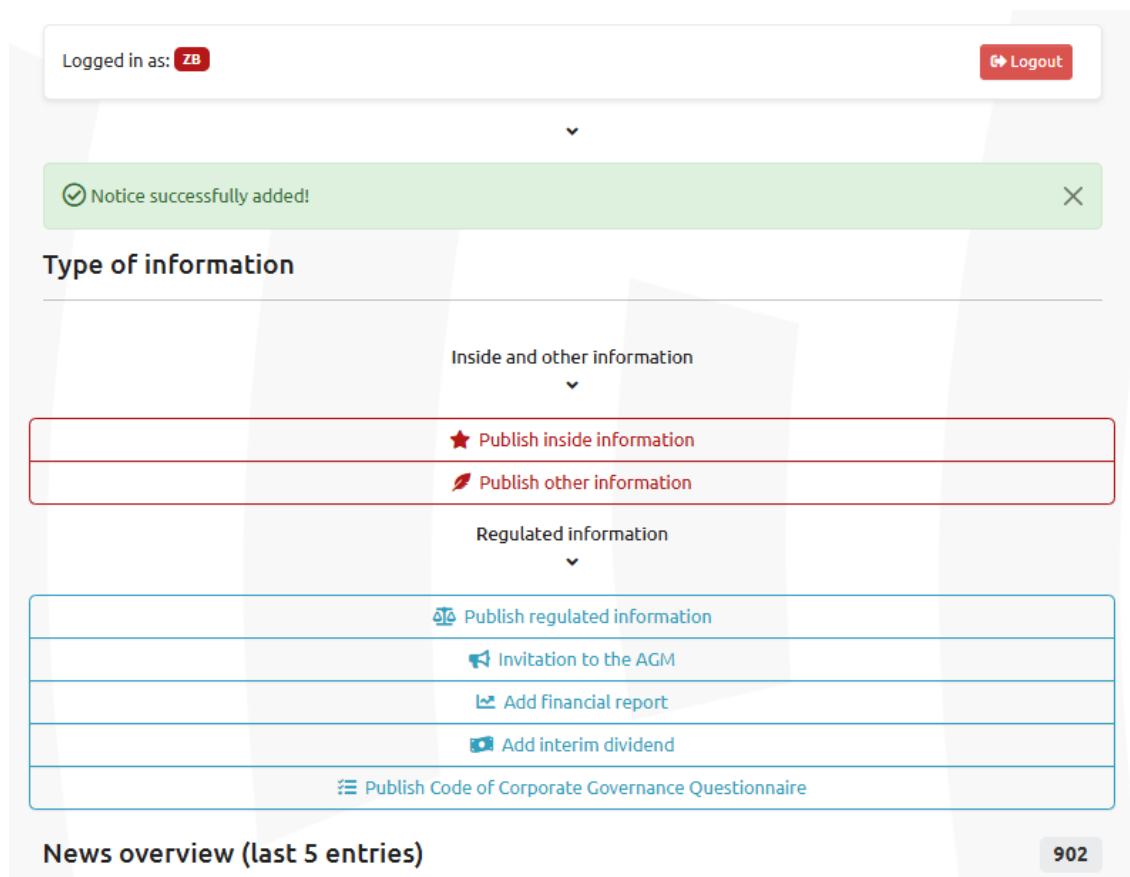 Logged in as: ZB
Logout
Notice successfully added!
Type of information
Inside and other information
Publish inside information
Publish other information
Regulated information
Publish regulated information
Invitation to the AGM
Add financial report
Add interim dividend
Publish Code of Corporate Governance Questionnaire
News overview (last 5 entries) 902